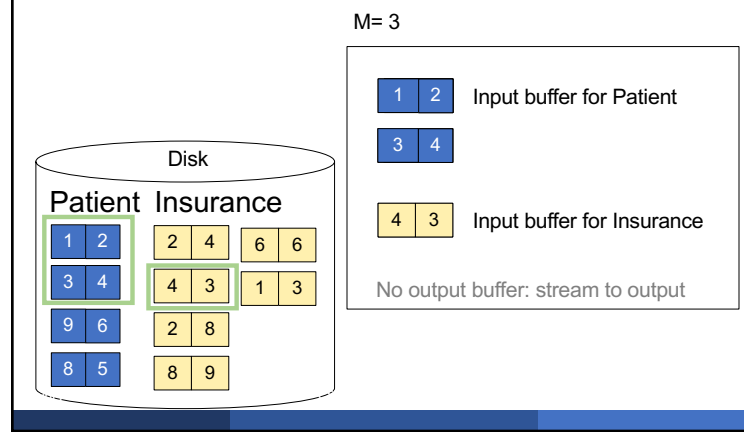 M= 3
1 2 Input buffer for Patient
3 4
4 3 Input buffer for Insurance
No output buffer: stream to output
Disk
Patient Insurance
1 2 2 4 6 6
3 4 4 3 1 3
9 6 2 8
8 5 8 9